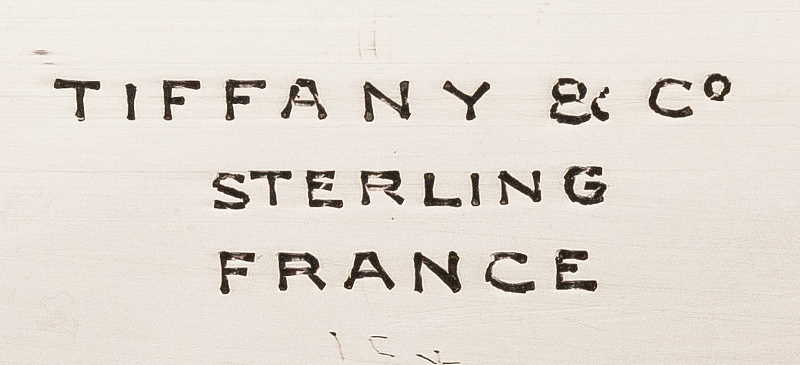 TIFFANY & Cº
STERLING
FRANCE